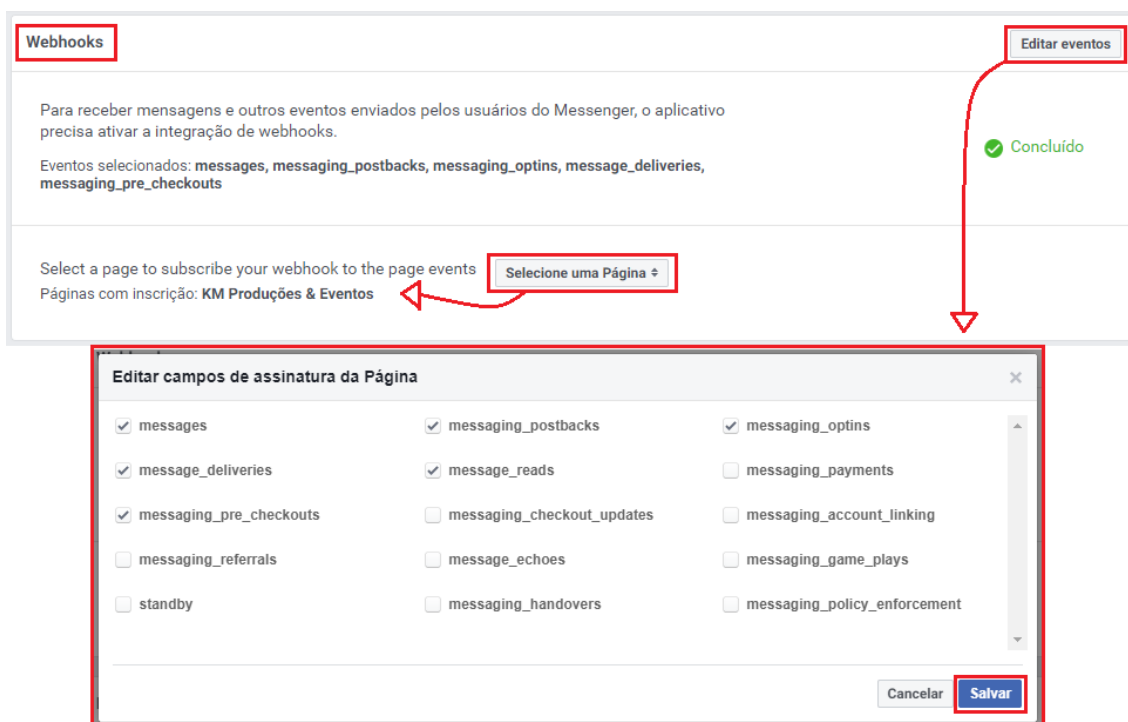 Webhooks
Editar eventos
Para receber mensagens e outros eventos enviados pelos usuários do Messenger, o aplicativo
precisa ativar a integração de webhooks.
Concluído
Eventos selecionados: messages, messaging_postbacks, messaging_optins, message_deliveries,
messaging_pre_checkouts
Select a page to subscribe your webhook to the page events
Selecione uma Página
Páginas com inscrição: KM Produções & Eventos
Editar campos de assinatura da Página
messages messaging_postbacks messaging_optins
message_deliveries message_reads messaging_payments
messaging_pre_checkouts messaging_checkout_updates messaging_account_linking
messaging_referrals message_echoes messaging_game_plays
standby messaging_handovers messaging_policy_enforcement
Cancelar Salvar